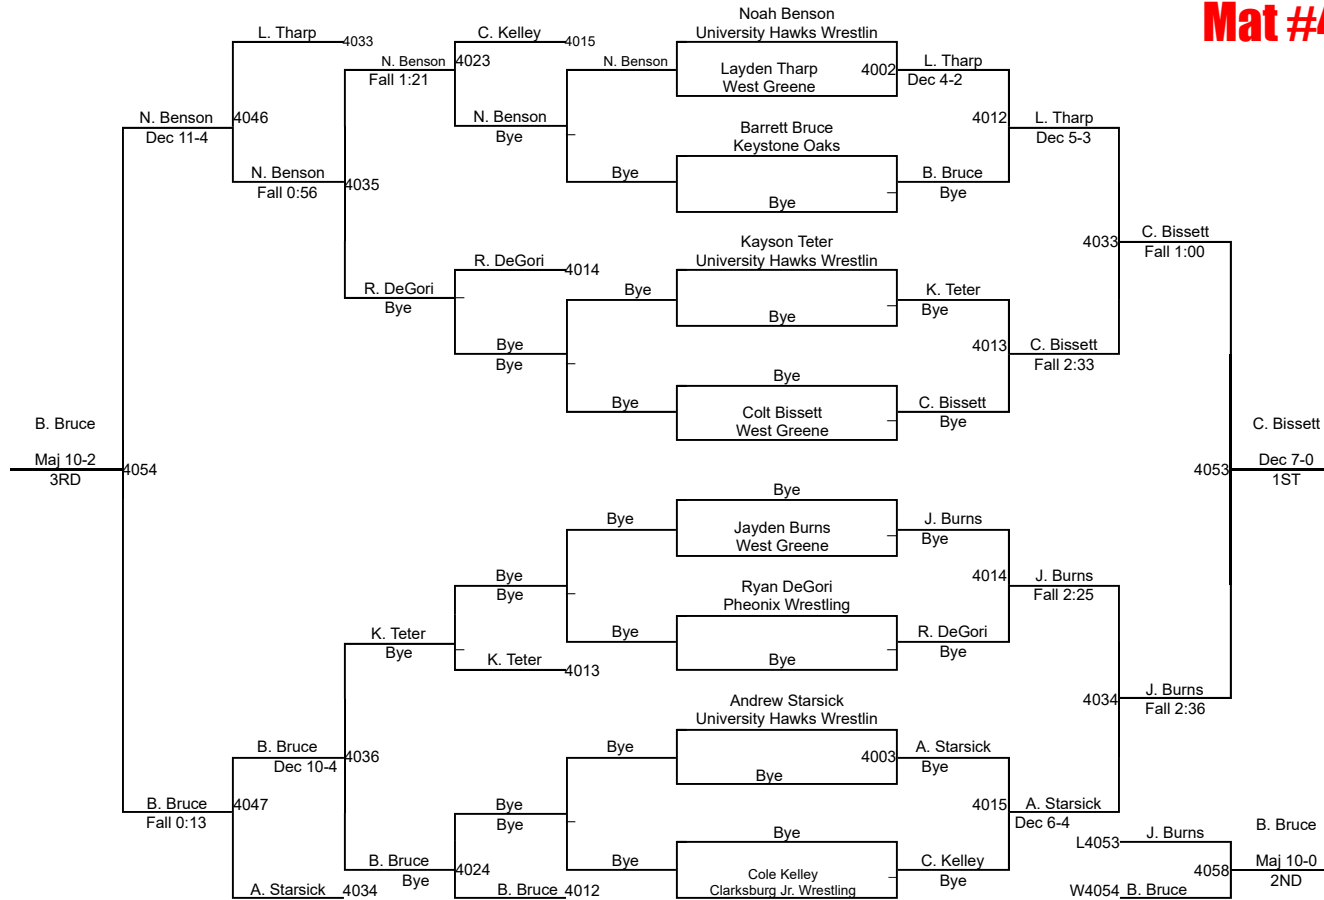 Mat #4
Noah Benson
L. Tharp 4033 C. Kelley 4015 University Hawks Wrestlin
N. Benson 4023 N. Benson Layden Tharp 4002 L. Tharp
Fall 1:21 West Greene Dec 4-2
N. Benson 4046 N. Benson Barrett Bruce 4012 L. Tharp
Dec 11-4 Bye Keystone Oaks Dec 5-3
N. Benson 4035 Bye B. Bruce
Fall 0:56 Bye Bye
Kayson Teter 4033 C. Bissett
R. DeGori 4014 University Hawks Wrestlin Fall 1:00
R. DeGori Bye K. Teter
Bye Bye Bye
Bye 4013 C. Bissett
Bye Bye Fall 2:33
Bye Colt Bissett C. Bissett
West Greene Bye
B. Bruce C. Bissett
Maj 10-2 4054 4053 Dec 7-0
3RD 1ST
Bye
Bye Jayden Burns J. Burns
West Greene Bye
Bye Ryan DeGori 4014 J. Burns
Bye Pheonix Wrestling Fall 2:25
K. Teter Bye R. DeGori
Bye Bye Bye
K. Teter 4013
Andrew Starsick 4034 J. Burns
University Hawks Wrestlin Fall 2:36
B. Bruce 4036 Bye 4003 A. Starsick
Dec 10-4 Bye Bye
B. Bruce 4047 Bye 4015 A. Starsick
Fall 0:13 Bye Dec 6-4
Bye L4053 J. Burns B. Bruce
B. Bruce 4024 Bye Cole Kelley C. Kelley 4058 Maj 10-0
Bye Clarksburg Jr. Wrestling Bye 2ND
A. Starsick 4034 B. Bruce 4012 W4054 B. Bruce